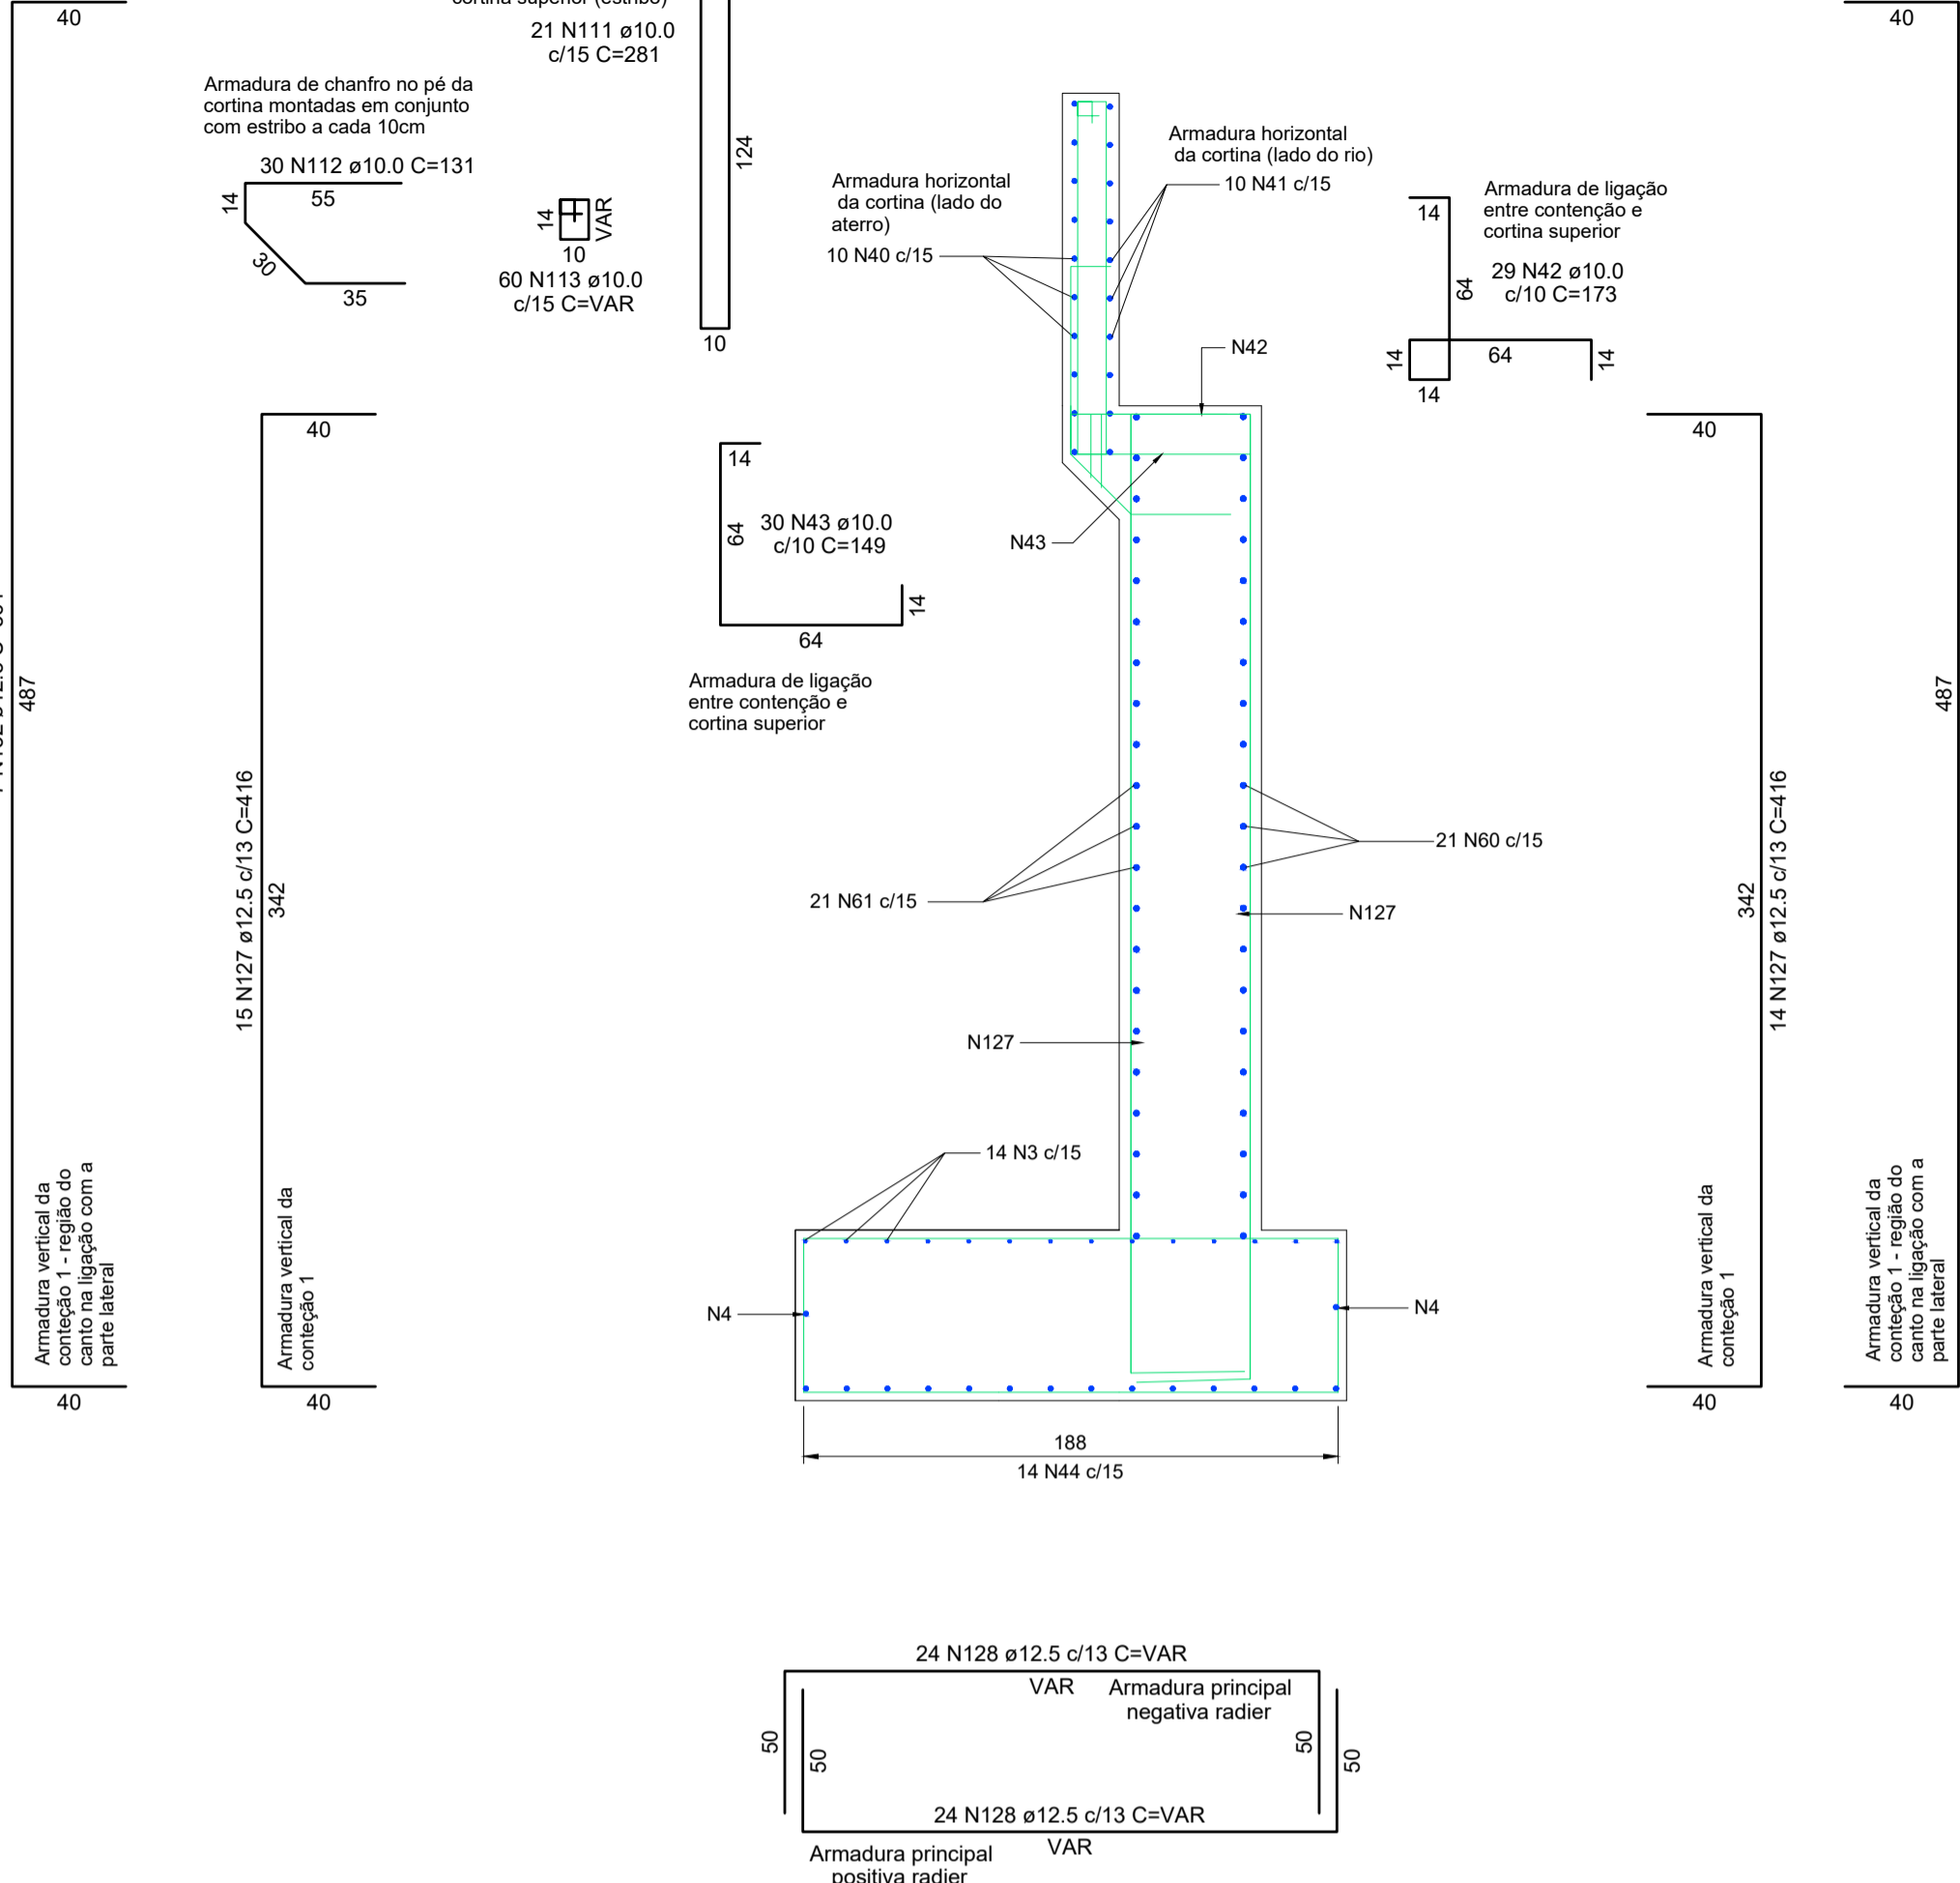 40
cortina superior (estribo)
21 N111 ø10.0
c/15 C=281
40
Armadura de chanfro no pé da
cortina montadas em conjunto
com estribo a cada 10cm
30 N112 ø10.0 C=131
14
55
30
35
14
VAR
10
60 N113 ø10.0
c/15 C=VAR
124
10
Armadura horizontal
da cortina (lado do
aterro)
10 N40 c/15
Armadura horizontal
da cortina (lado do rio)
10 N41 c/15
Armadura de ligação
entre contenção e
cortina superior
29 N42 ø10.0
c/10 C=173
14
64
14
64
14
14
N42
N43
40
40
14
64
30 N43 ø10.0
c/10 C=149
14
64
Armadura de ligação
entre contenção e
cortina superior
487
487
15 N127 ø12.5 c/13 C=416
342
21 N61 c/15
21 N60 c/15
N127
N127
342
14 N127 ø12.5 c/13 C=416
14 N3 c/15
N4
N4
Armadura vertical da
conteção 1 - região do
canto na ligação com a
parte lateral
Armadura vertical da
conteção 1
Armadura vertical da
conteção 1
Armadura vertical da
conteção 1 - região do
canto na ligação com a
parte lateral
40
40
40
40
188
14 N44 c/15
24 N128 ø12.5 c/13 C=VAR
VAR
Armadura principal
negativa radier
50
50
50
50
24 N128 ø12.5 c/13 C=VAR
VAR
Armadura principal
positiva radier